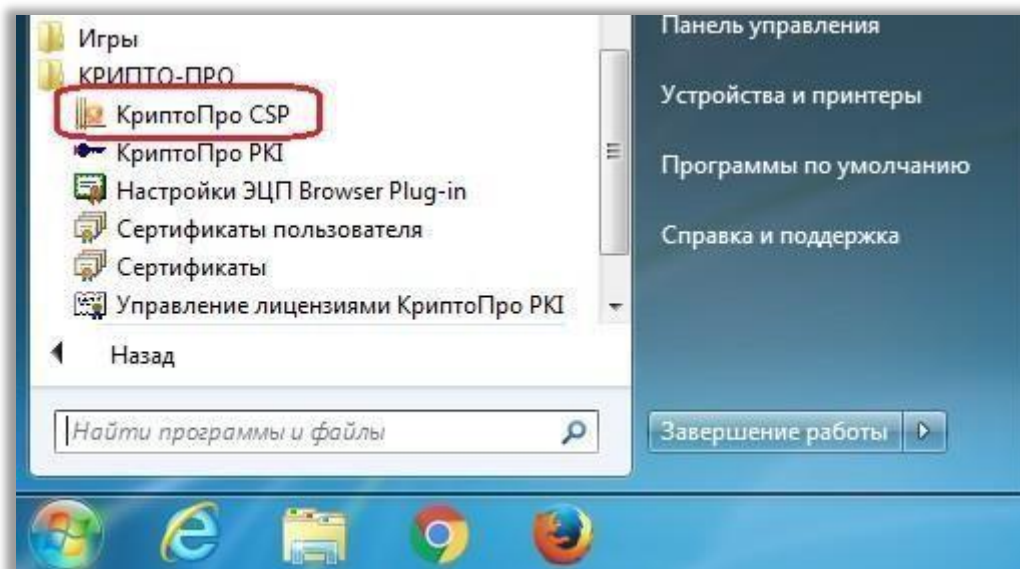 Игры
КРИПТО-ПРО
КриптоПро CSP
КриптоПро PKI
Настройки ЭЦП Browser Plug-in
Сертификаты пользователя
Сертификаты
Управление лицензиями КриптоПро PKI
Назад
Найти программы и файлы
Панель управления
Устройства и принтеры
Программы по умолчанию
Справка и поддержка
Завершение работы